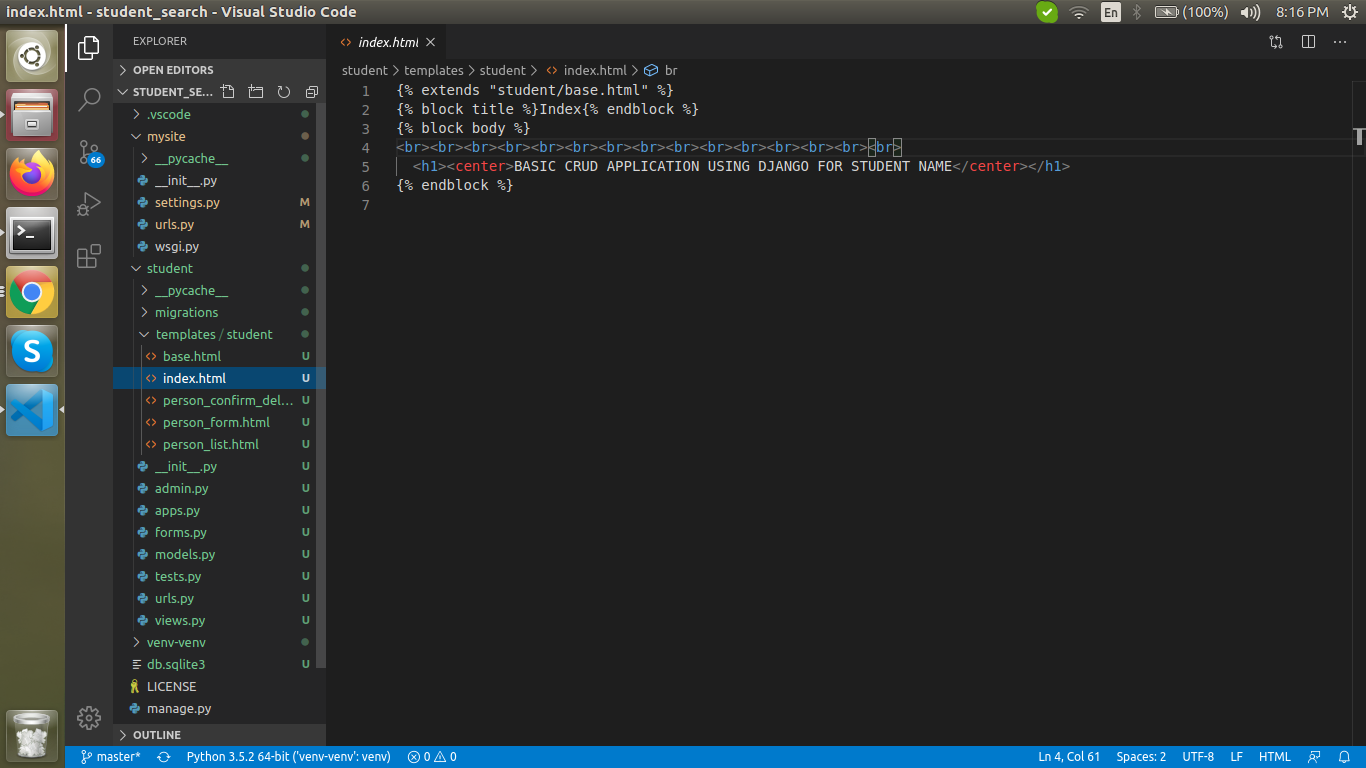 index.html - student_search - Visual Studio Code
En
(100%)
8:16 PM
EXPLORER
OPEN EDITORS
STUDENT_SE...
.vscode
mysite
__pycache__
__init__.py
settings.py M
urls.py M
wsgi.py
student
__pycache__
migrations
templates / student
base.html U
index.html U
person_confirm_del... U
person_form.html U
person_list.html U
__init__.py U
admin.py U
apps.py U
forms.py U
models.py U
tests.py U
urls.py U
views.py U
venv-venv
db.sqlite3 U
LICENSE
manage.py
OUTLINE
66
S
<> index.html ×
student > templates > student > <> index.html > br
1 {% extends "student/base.html" %}
2 {% block title %}Index{% endblock %}
3 {% block body %}
4 <br><br><br><br><br><br><br><br><br><br><br><br><br><br><br>
5   <h1><center>BASIC CRUD APPLICATION USING DJANGO FOR STUDENT NAME</center></h1>
6 {% endblock %}
7
master* Python 3.5.2 64-bit ('venv-venv': venv) 0 0 Ln 4, Col 61 Spaces: 2 UTF-8 LF HTML